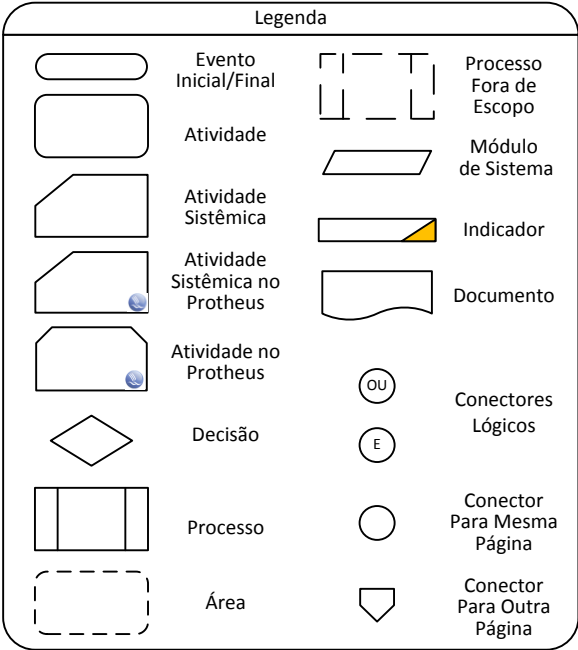 Legenda
Evento
Inicial/Final
Atividade
Atividade
Sistêmica
Atividade
Sistêmica no
Protheus
Atividade no
Protheus
Decisão
Processo
Área
Processo
Fora de
Escopo
Módulo
de Sistema
Indicador
Documento
OU
E
Conectores
Lógicos
Conector
Para Mesma
Página
Conector
Para Outra
Página